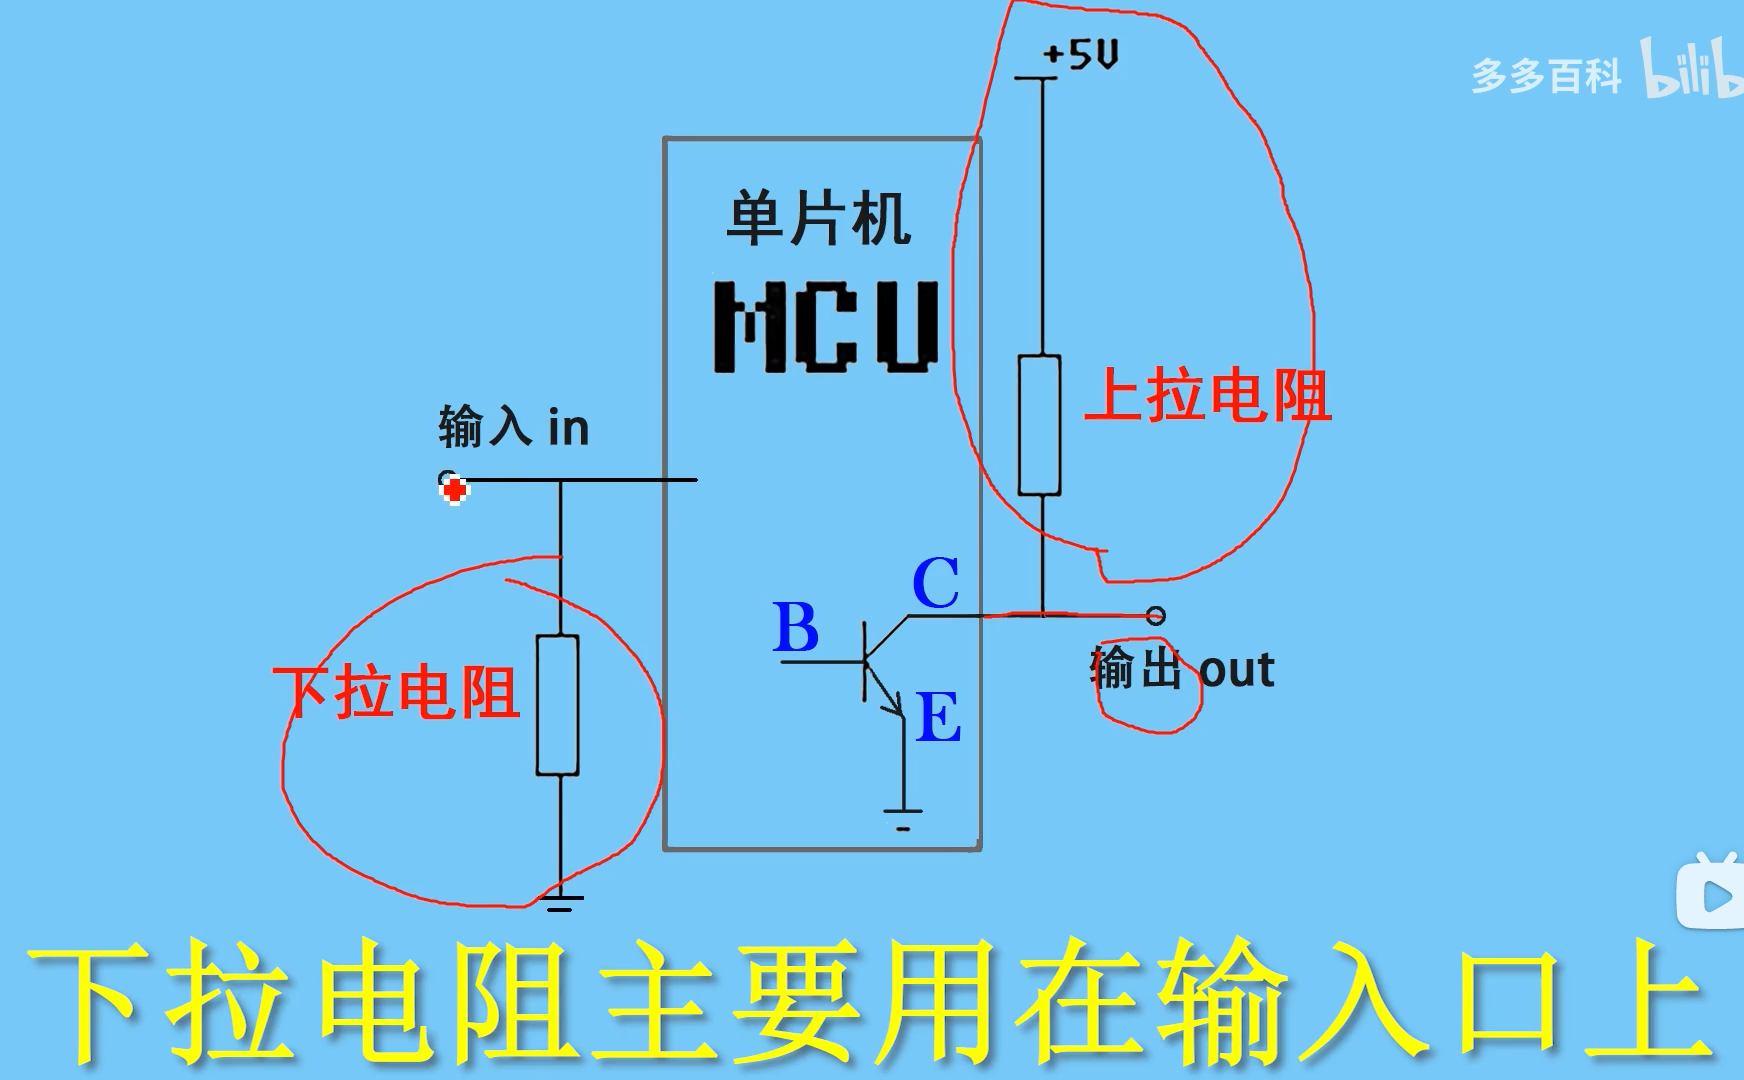 +5V
多多百科 bilib
单片机
MCU
上拉电阻
输入 in
C
B
输出 out
下拉电阻
E
下拉电阻主要用在输入口上